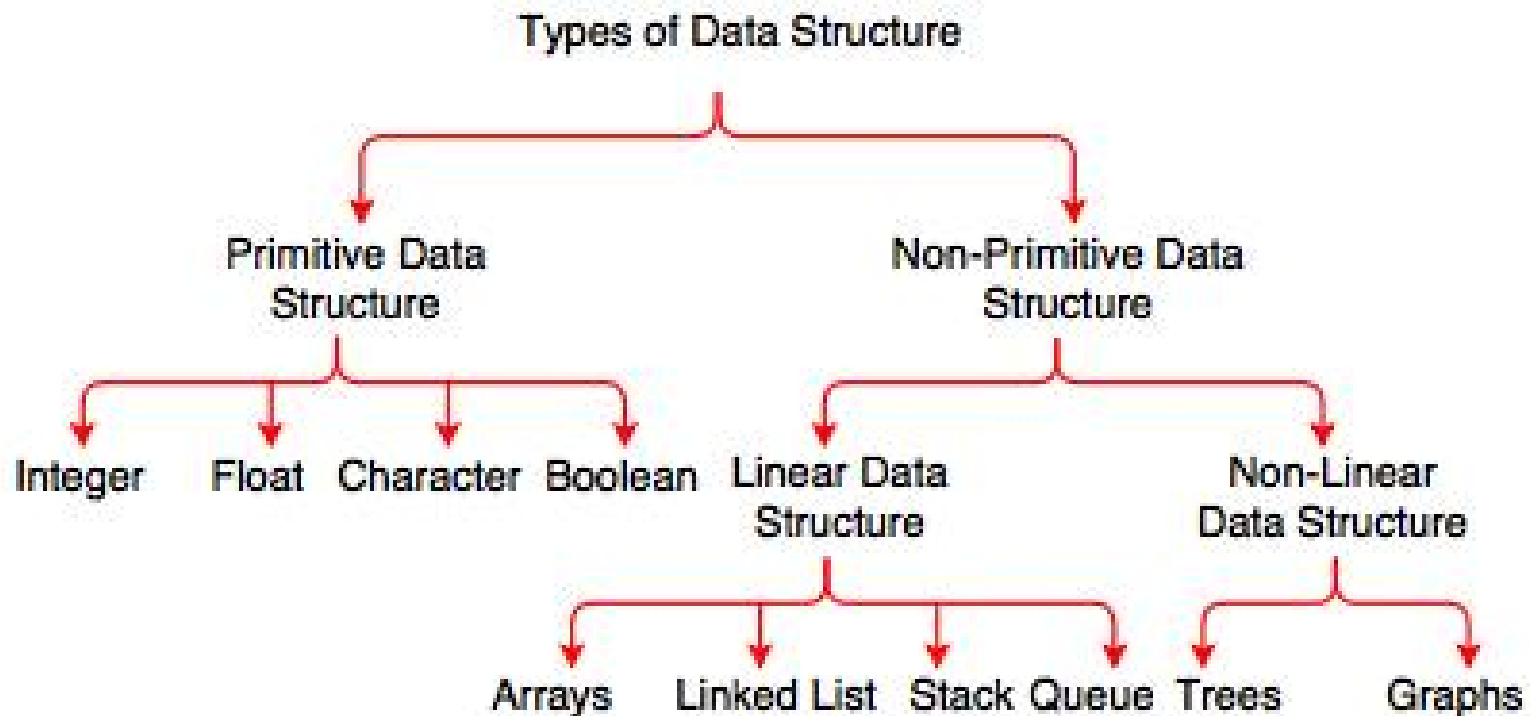 Types of Data Structure
Primitive Data
Structure
Non-Primitive Data
Structure
Integer
Float
Character
Boolean
Linear Data
Structure
Non-Linear
Data Structure
Arrays
Linked List
Stack
Queue
Trees
Graphs